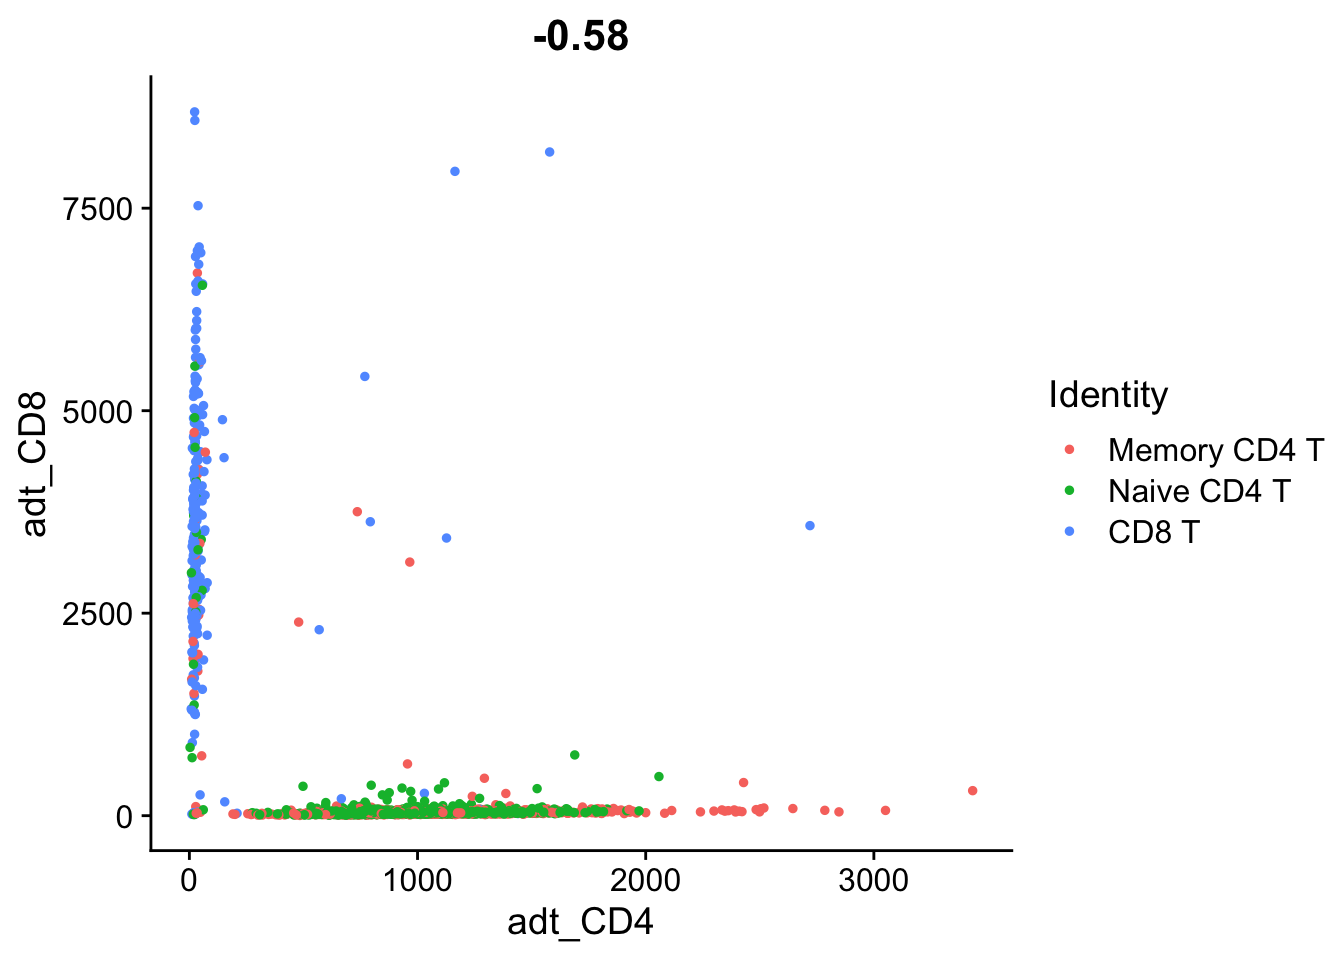 -0.58
adt_CD8
7500
5000
2500
0
0 1000 2000 3000
adt_CD4
Identity
Memory CD4 T
Naive CD4 T
CD8 T